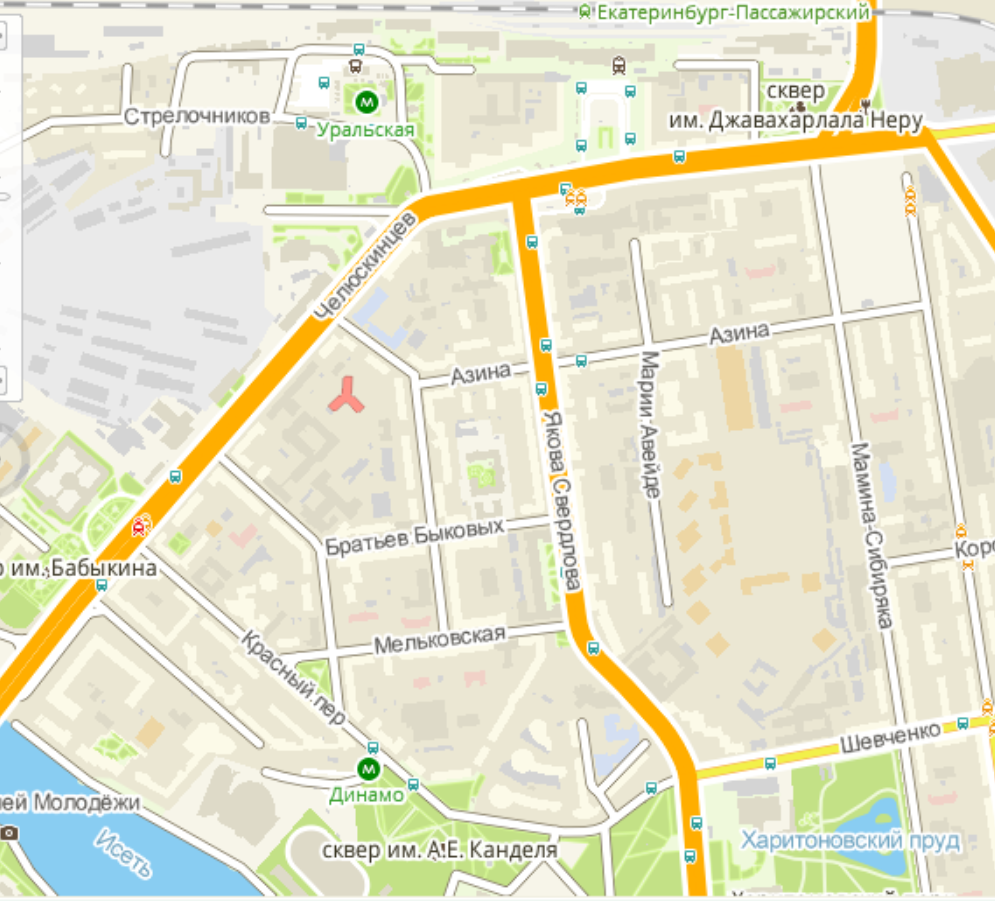 Екатеринбург-Пассажирский
сквер
им. Джавахарлала Неру
Стрелочников
Уральская
Челюскинцев
Азина
Азина
Марии Авейде
Якова Свердлова
Мамина-Сибиряка
Братьев Быковых
им. Бабыкина
Мельковская
Красный пер
Шевченко
Динамо
Молодёжи
Исеть
Харитоновский пруд
сквер им. А.Е. Канделя